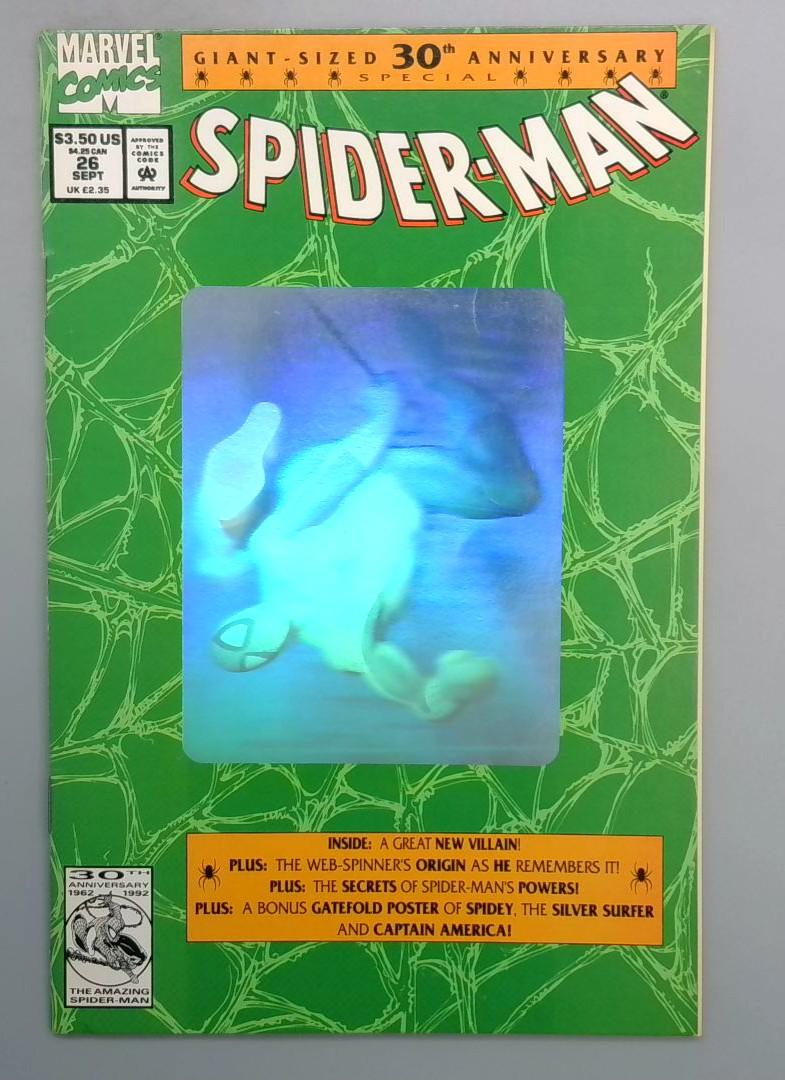 MARVEL®
COMICS
M
GIANT-SIZED 30th ANNIVERSARY
SPECIAL
SPIDER-MAN®
$3.50 US
$4.25 CAN
26
SEPT
UK £2.35
APPROVED
BY THE
COMICS
CODE
CA
AUTHORITY
INSIDE: A GREAT NEW VILLAIN!
PLUS: THE WEB-SPINNER'S ORIGIN AS HE REMEMBERS IT!
PLUS: THE SECRETS OF SPIDER-MAN'S POWERS!
PLUS: A BONUS GATEFOLD POSTER OF SPIDEY, THE SILVER SURFER
AND CAPTAIN AMERICA!
30TH
ANNIVERSARY
1962 1992
THE AMAZING
SPIDER-MAN